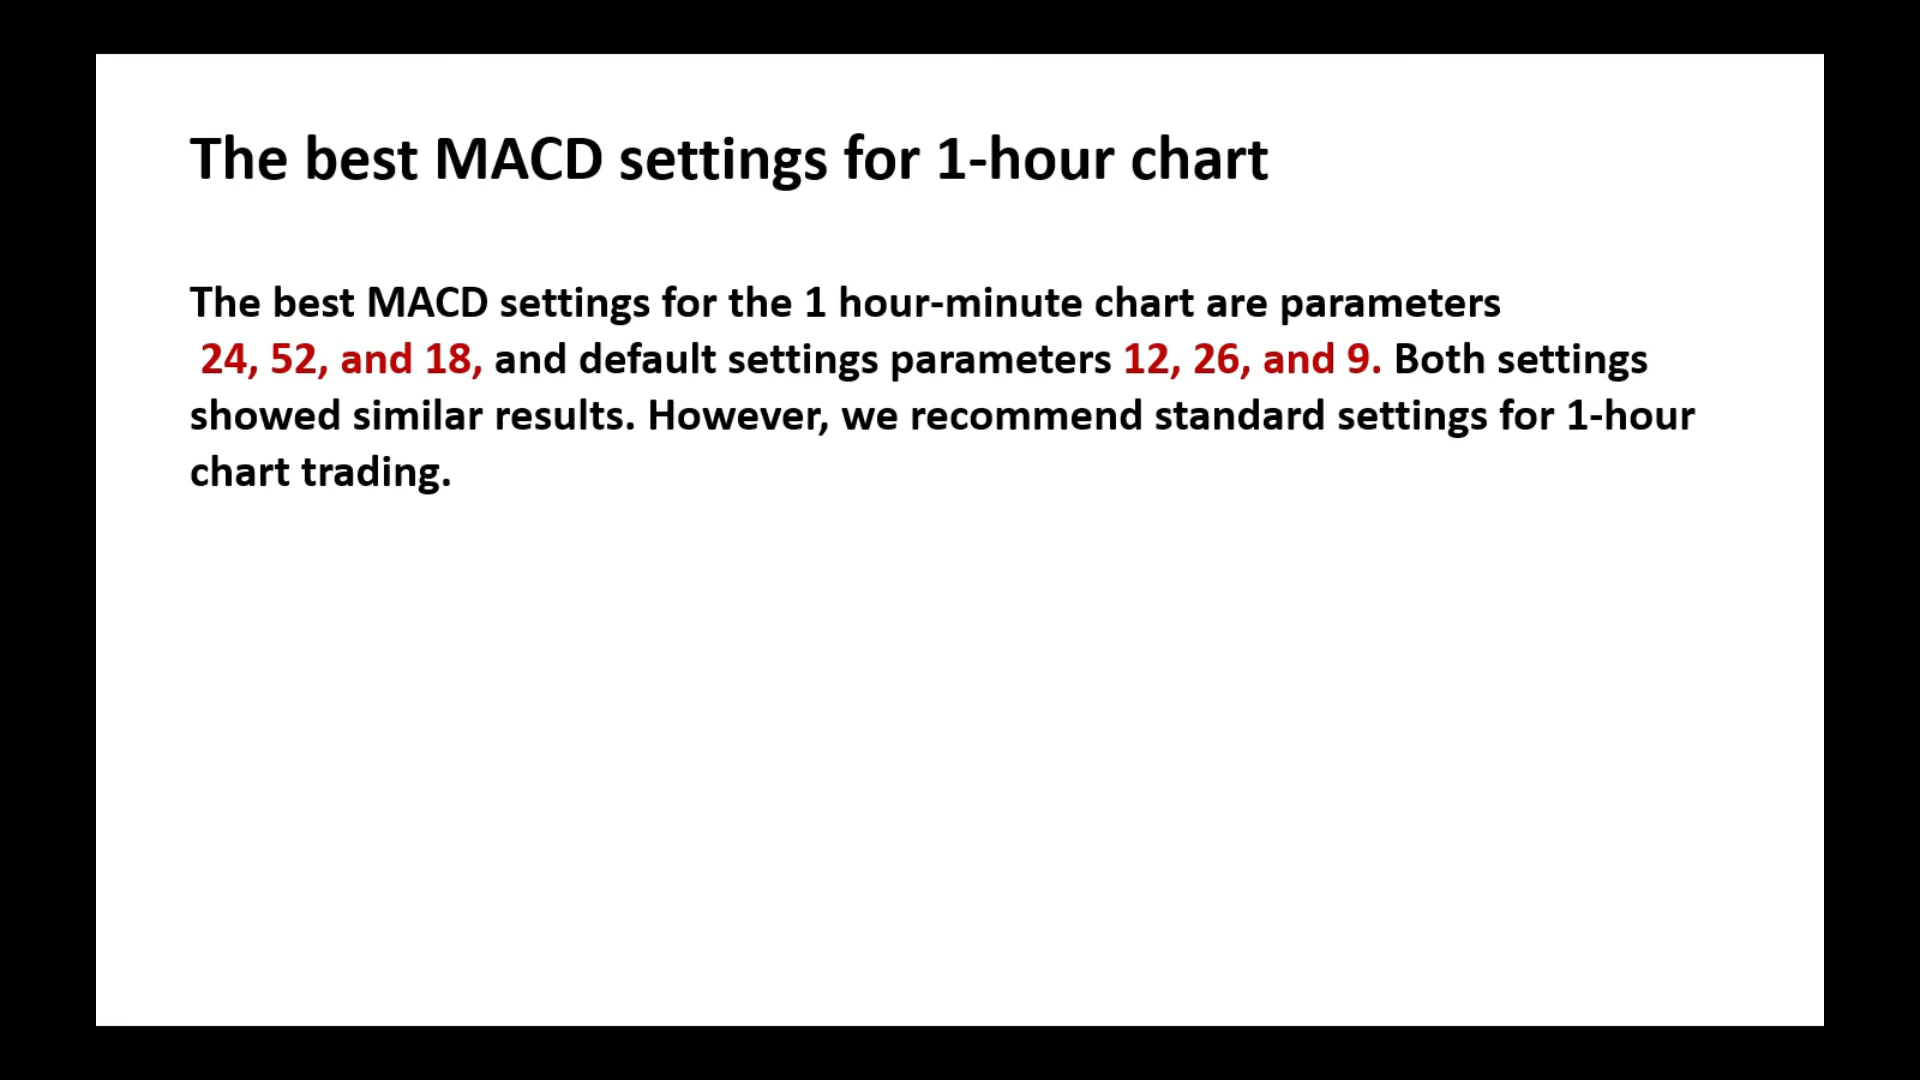 The best MACD settings for 1-hour chart
The best MACD settings for the 1 hour-minute chart are parameters
24, 52, and 18, and default settings parameters 12, 26, and 9. Both settings
showed similar results. However, we recommend standard settings for 1-hour
chart trading.